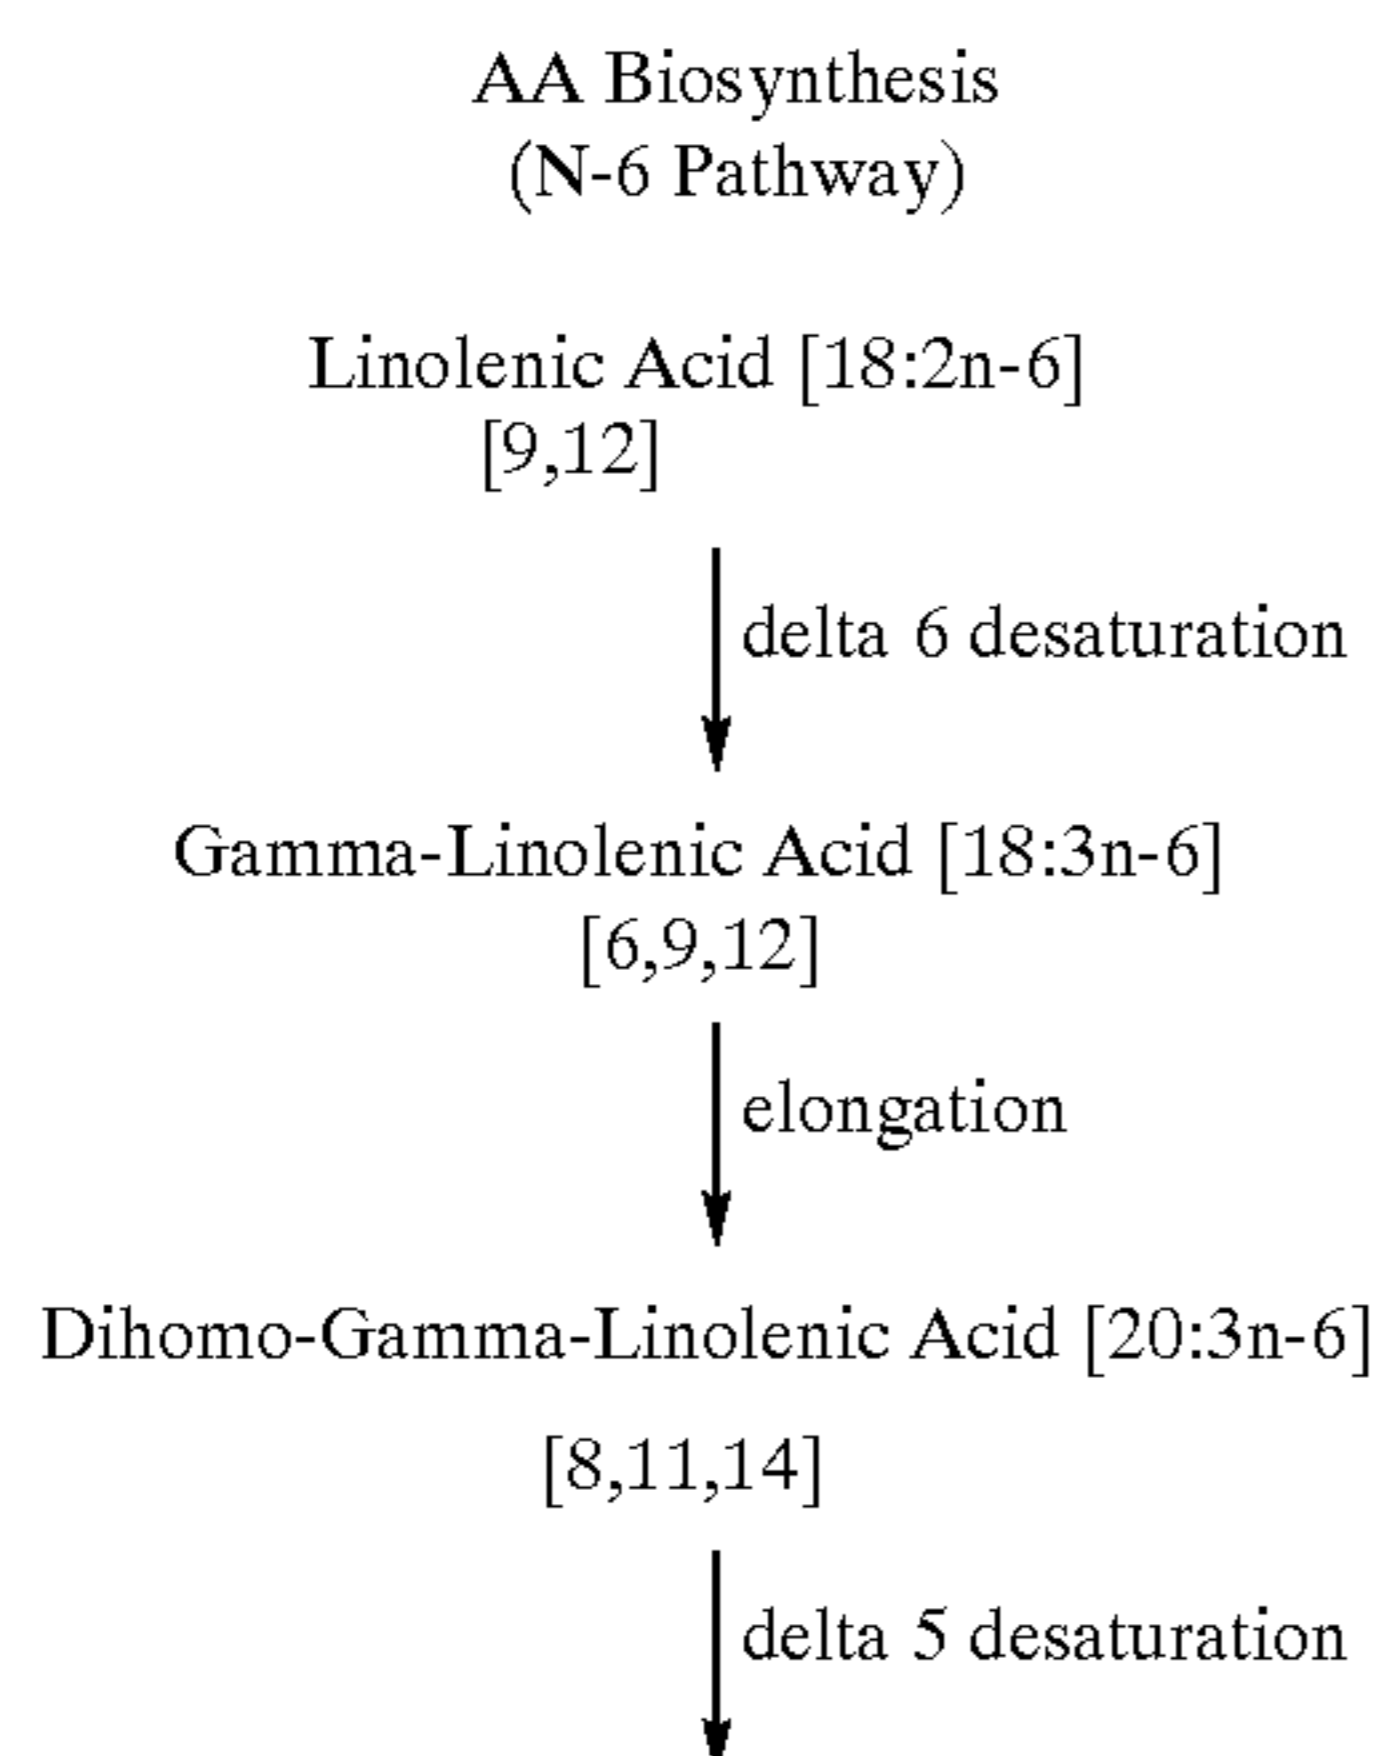 AA Biosynthesis
(N-6 Pathway)
Linolenic Acid [18:2n-6]
[9,12]
delta 6 desaturation
Gamma-Linolenic Acid [18:3n-6]
[6,9,12]
elongation
Dihomo-Gamma-Linolenic Acid [20:3n-6]
[8,11,14]
delta 5 desaturation